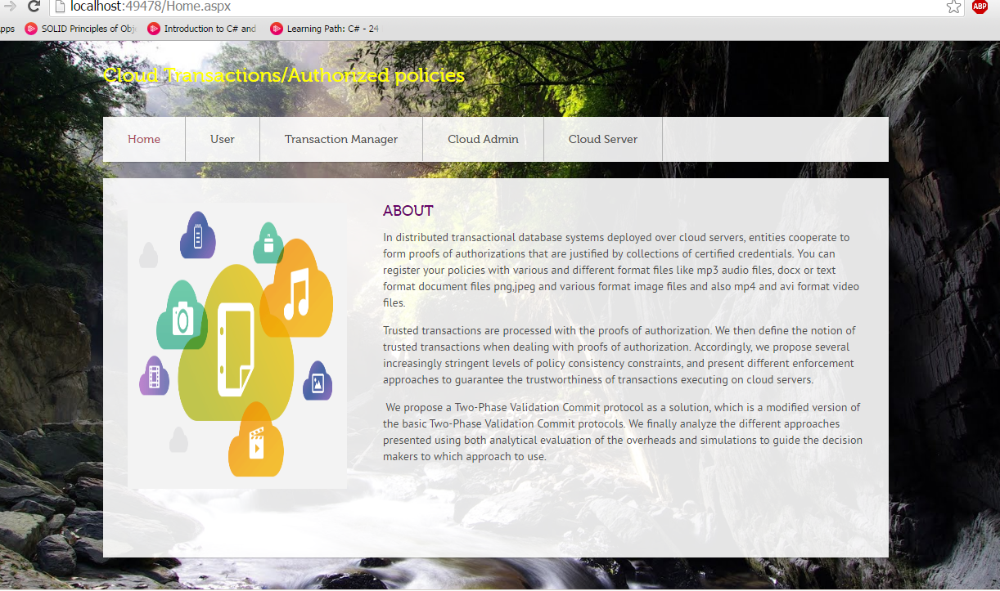 localhost:49478/Home.aspx
ABP
pps SOLID Principles of Obj Introduction to C# and Learning Path: C# - 24
Cloud Transactions/Authorized policies
Home User Transaction Manager Cloud Admin Cloud Server
ABOUT
In distributed transactional database systems deployed over cloud servers, entities cooperate to
form proofs of authorizations that are justified by collections of certified credentials. You can
register your policies with various and different format files like mp3 audio files, docx or text
format document files png,jpeg and various format image files and also mp4 and avi format video
files.
Trusted transactions are processed with the proofs of authorization. We then define the notion of
trusted transactions when dealing with proofs of authorization. Accordingly, we propose several
increasingly stringent levels of policy consistency constraints, and present different enforcement
approaches to guarantee the trustworthiness of transactions executing on cloud servers.
We propose a Two-Phase Validation Commit protocol as a solution, which is a modified version of
the basic Two-Phase Validation Commit protocols. We finally analyze the different approaches
presented using both analytical evaluation of the overheads and simulations to guide the decision
makers to which approach to use.